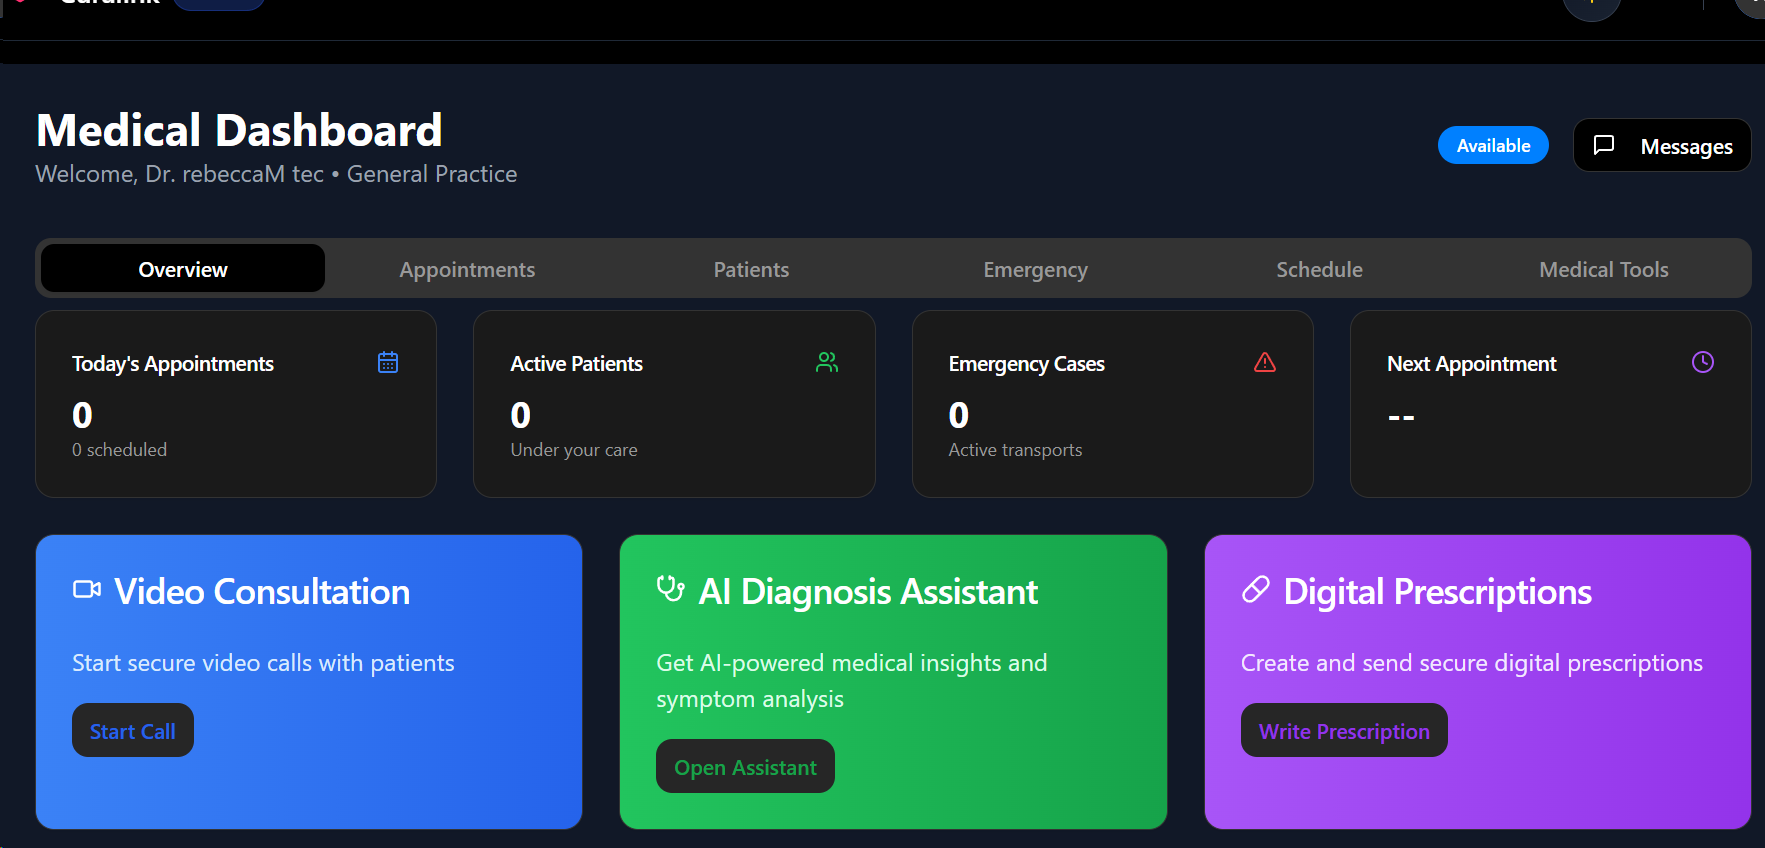 Medical Dashboard
Welcome, Dr. rebeccaM tec • General Practice
Available
Messages
Overview
Appointments
Patients
Emergency
Schedule
Medical Tools
Today's Appointments
0
0 scheduled
Active Patients
0
Under your care
Emergency Cases
0
Active transports
Next Appointment
--
Video Consultation
Start secure video calls with patients
Start Call
AI Diagnosis Assistant
Get AI-powered medical insights and
symptom analysis
Open Assistant
Digital Prescriptions
Create and send secure digital prescriptions
Write Prescription